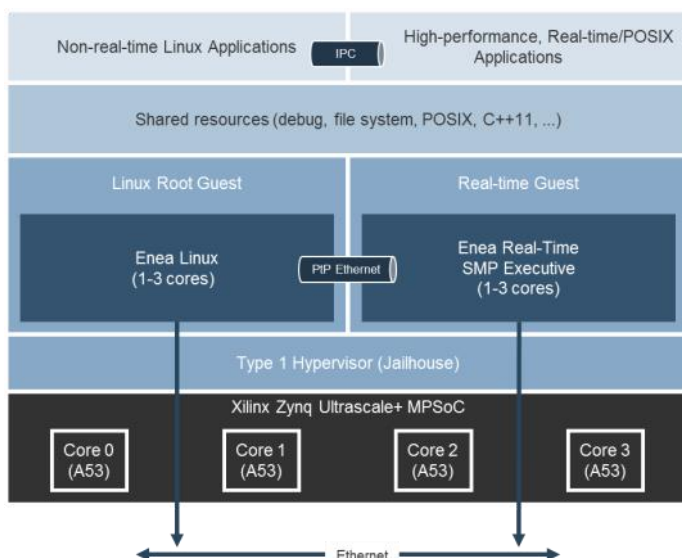 Non-real-time Linux Applications
IPC
High-performance, Real-time/POSIX
Applications
Shared resources (debug, file system, POSIX, C++11, ...)
Linux Root Guest
Real-time Guest
Enea Linux
(1-3 cores)
PtP Ethernet
Enea Real-Time
SMP Executive
(1-3 cores)
Type 1 Hypervisor (Jailhouse)
Xilinx Zynq Ultrascale+ MPSoC
Core 0
(A53)
Core 1
(A53)
Core 2
(A53)
Core 3
(A53)
Ethernet